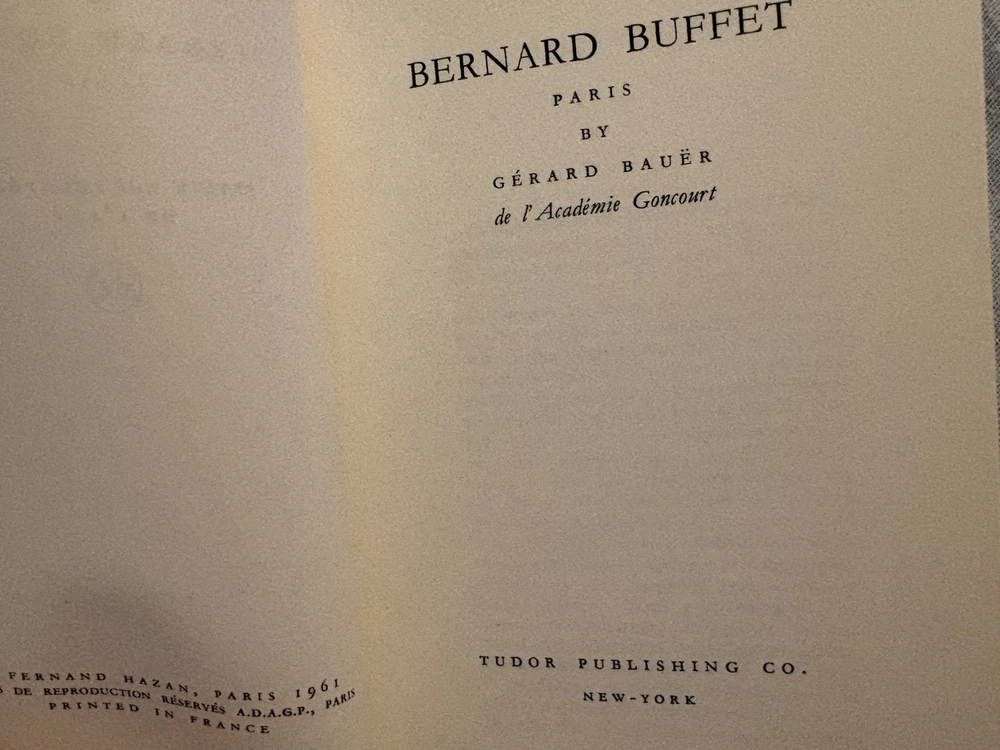 FERNAND HAZAN, PARIS 1961
DE REPRODUCTION RÉSERVÉS A.D.A.G.P., PARIS
PRINTED IN FRANCE
BERNARD BUFFET
PARIS
BY
GÉRARD BAUËR
de l'Académie Goncourt
TUDOR PUBLISHING CO.
NEW-YORK